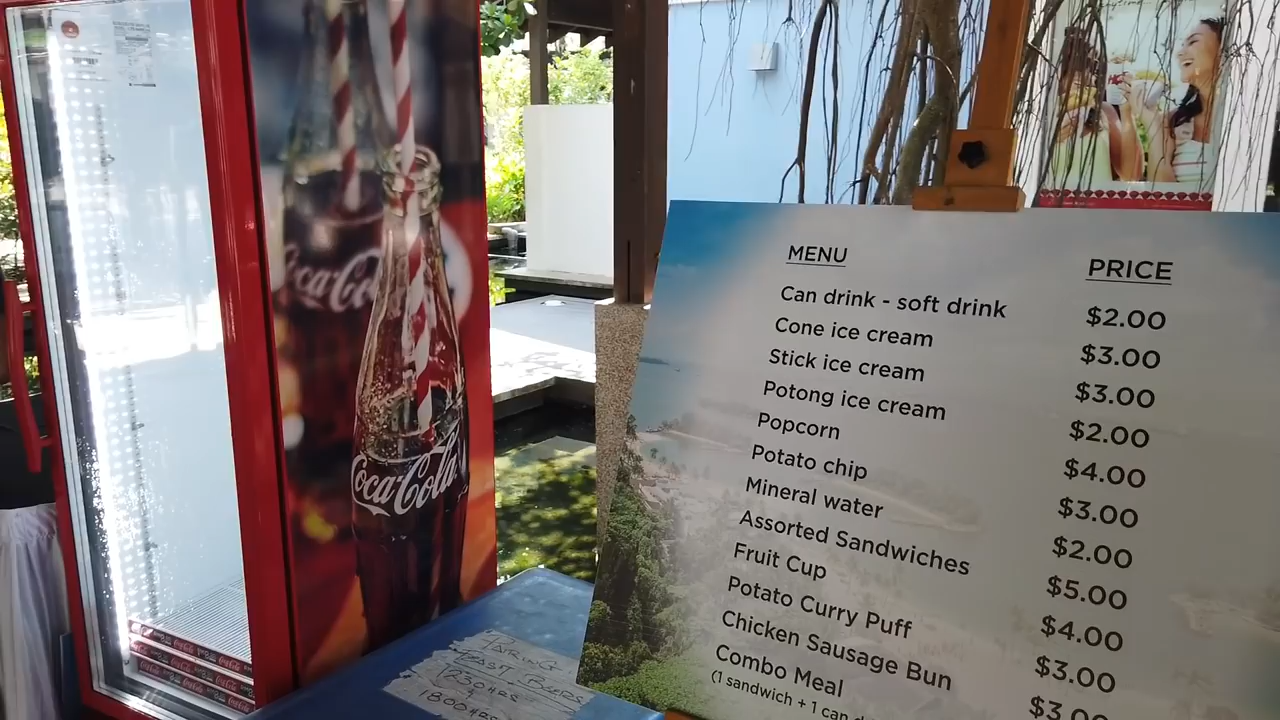 Coca-Cola
Coca-Cola
MENU PRICE
Can drink - soft drink $2.00
Cone ice cream $3.00
Stick ice cream $3.00
Potong ice cream $2.00
Popcorn $4.00
Potato chip $3.00
Mineral water $2.00
Assorted Sandwiches $5.00
Fruit Cup $4.00
Potato Curry Puff $3.00
Chicken Sausage Bun $3.00
Combo Meal
(1 sandwich + 1 can
1230HRS
1800HRS